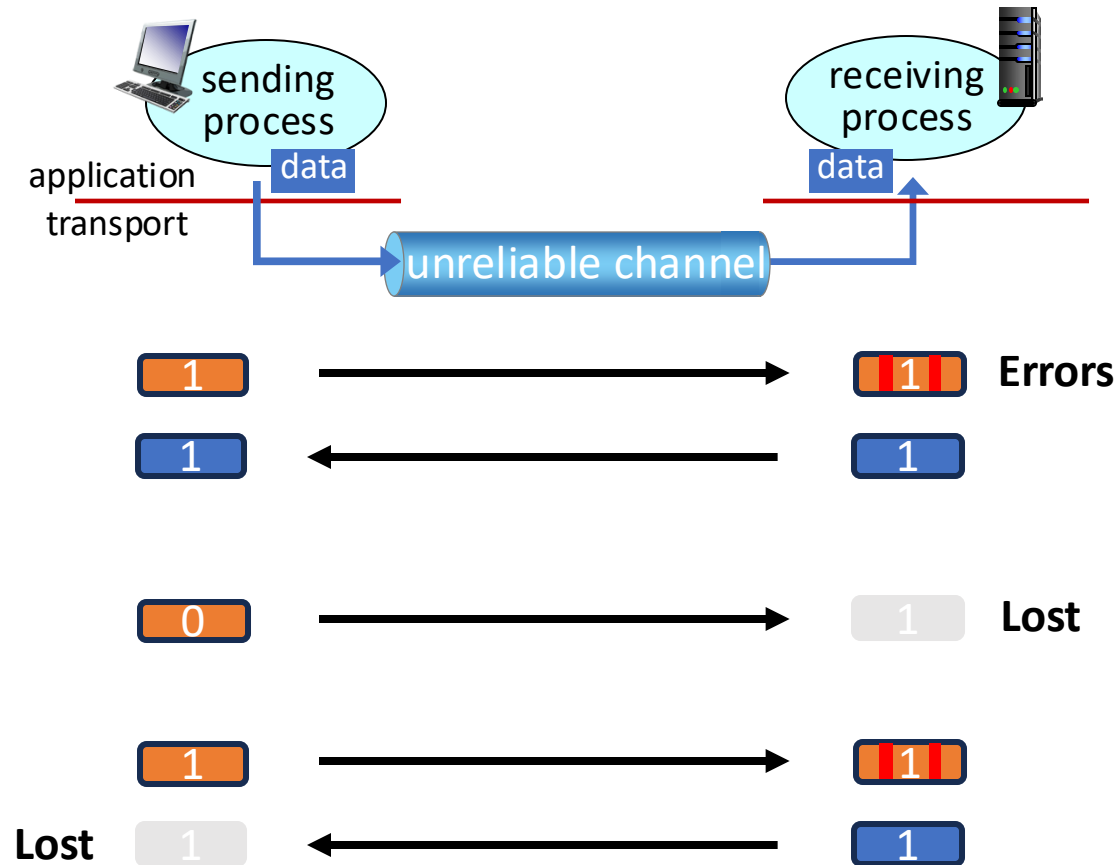 sending
process
data
receiving
process
data
application
transport
unreliable channel
1
1
Errors
1
1
0
1
Lost
1
1
Lost
1
1